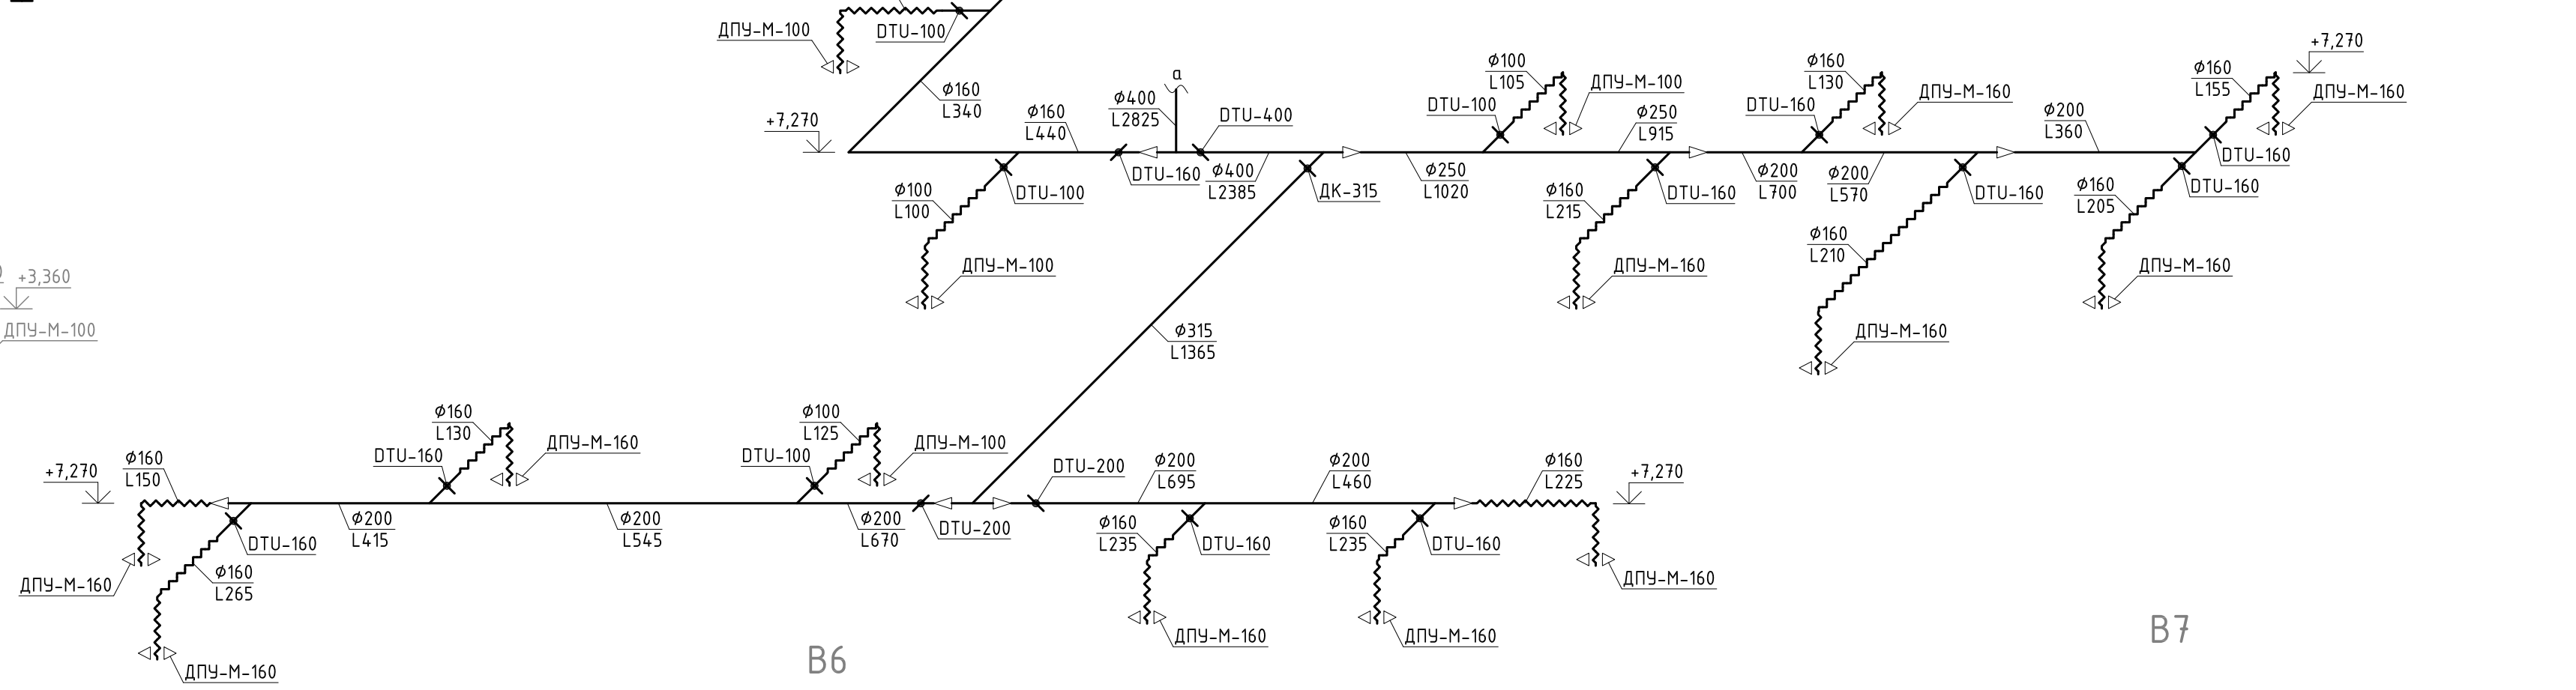 ДПУ-М-100
DTU-100
ø160
L340
+7,270
ø160
L440
ø400
L2825
а
DTU-400
DTU-160
ø400
L2385
ø100
L105
DTU-100
ДПУ-М-100
ø250
L915
ø160
L130
DTU-160
ДПУ-М-160
ø200
L360
ø160
L155
+7,270
ДПУ-М-160
DTU-160
DTU-160
ø100
L100
DTU-100
ДПУ-М-100
ДК-315
ø250
L1020
ø160
L215
DTU-160
ДПУ-М-160
ø200
L700
ø200
L570
DTU-160
ø160
L210
ДПУ-М-160
ø160
L205
ДПУ-М-160
+3,360
ДПУ-М-100
ø315
L1365
+7,270
ø160
L150
DTU-160
ø160
L130
ДПУ-М-160
DTU-100
ø100
L125
ДПУ-М-100
DTU-200
ø200
L695
ø200
L460
ø160
L225
+7,270
ДПУ-М-160
DTU-160
ø160
L265
ДПУ-М-160
ø200
L415
ø200
L545
ø200
L670
DTU-200
ø160
L235
DTU-160
ДПУ-М-160
ø160
L235
DTU-160
ДПУ-М-160
ДПУ-М-160
В6
В7